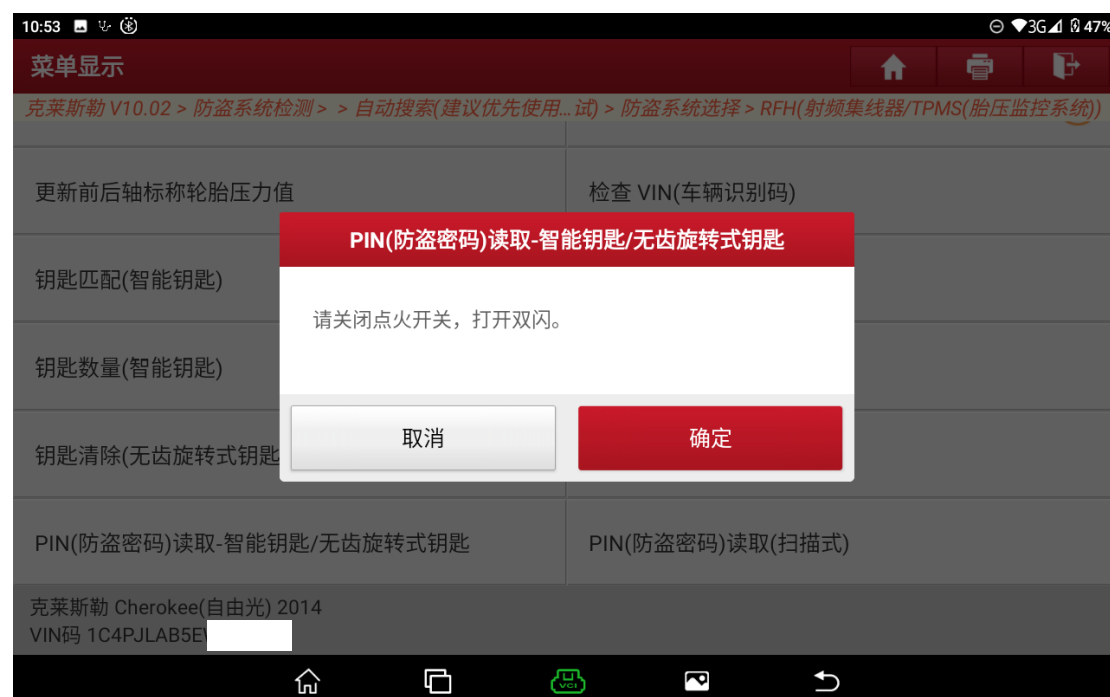 10:53
3G 47%
菜单显示
克莱斯勒 V10.02 > 防盗系统检测 > > 自动搜索(建议优先使用...试) > 防盗系统选择 > RFH(射频集线器/TPMS(胎压监控系统))
更新前后轴标称轮胎压力值
检查 VIN(车辆识别码)
PIN(防盗密码)读取-智能钥匙/无齿旋转式钥匙
钥匙匹配(智能钥匙)
请关闭点火开关，打开双闪。
钥匙数量(智能钥匙)
取消
确定
钥匙清除(无齿旋转式钥匙
PIN(防盗密码)读取-智能钥匙/无齿旋转式钥匙
PIN(防盗密码)读取(扫描式)
克莱斯勒 Cherokee(自由光) 2014
VIN码 1C4PJLAB5E
VCI